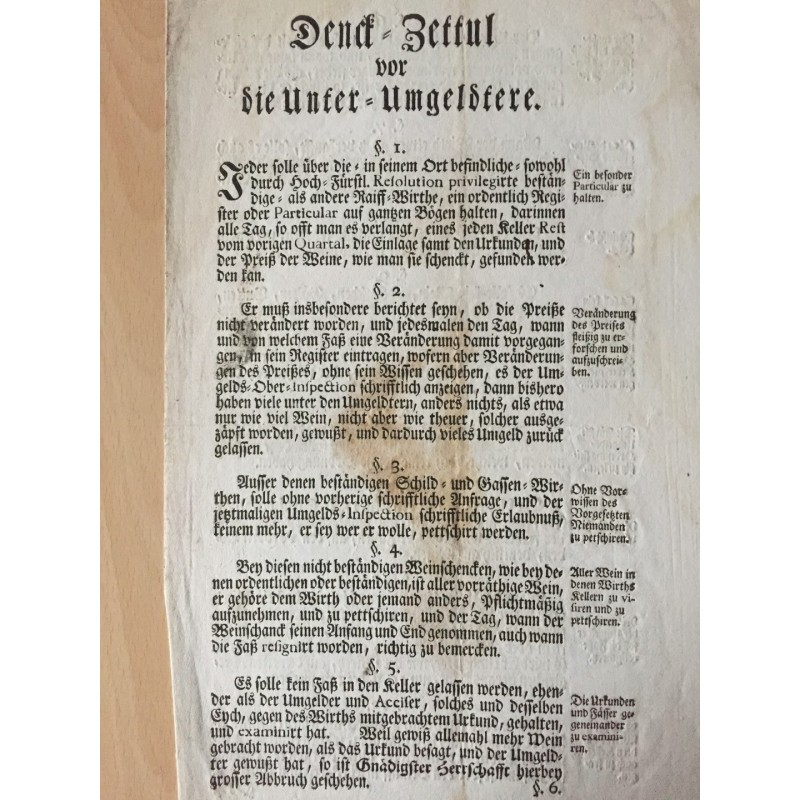 Denck-Zettul
vor
die Unter-Umgeldtere.
§. 1.
Jeder solle über die- in seinem Ort befindliche- sowohl
durch Hoch-Fürstl. Resolution privilegirte bestän-
dige- als andere Raiff-Wirthe, ein ordentlich Regi-
ster oder Particular auf gantzen Bögen halten, darinnen
alle Tag, so offt man es verlangt, eines jeden Keller Rest
vom vorigen Quartal, die Einlage samt den Urkunden, und
der Preiß der Weine, wie man sie schenckt, gefunden wer-
den kan.
Ein besonder
Particular zu
halten.
§. 2.
Er muß insbesondere berichtet seyn, ob die Preiße
nicht verändert worden, und jedesmalen den Tag, wann
und von welchem Faß eine Veränderung damit vorgegan-
gen, in sein Register eintragen, wofern aber Veränderun-
gen des Preißes, ohne sein Wissen geschehen, es der Um-
gelds-Ober-Inspection schrifftlich anzeigen, dann bishero
haben viele unter den Umgeldtern, anders nichts, als etwa
nur wie viel Wein, nicht aber wie theuer, solcher ausge-
zäpft worden, gewußt, und dardurch vieles Umgeld zurück
gelassen.
Veränderung
des Preises
fleißig zu er-
forschen und
aufzuschrei-
ben.
§. 3.
Ausser denen beständigen Schild- und Gassen-Wir-
then, solle ohne vorherige schrifftliche Anfrage, und der
jetztmaligen Umgelds-Inspection schrifftliche Erlaubnuß,
keinem mehr, er sey wer er wolle, pettschirt werden.
Ohne Vor-
wissen des
Vorgesetzten
Niemanden
zu petschiren.
§. 4.
Bey diesen nicht beständigen Weinschencken, wie bey de-
nen ordentlichen oder beständigen, ist aller vorräthige Wein,
er gehöre dem Wirth oder jemand anders, Pflichtmäßig
aufzunehmen, und zu pettschiren, und der Tag, wann der
Weinschanck seinen Anfang und End genommen, auch wann
die Faß resignirt worden, richtig zu bemercken.
Aller Wein in
denen Wirths
Kellern zu vi-
siren und zu
pettschiren.
§. 5.
Es solle kein Faß in den Keller gelassen werden, ehen-
der als der Umgelder und Acciser, solches und desselben
Eych, gegen des Wirths mitgebrachtem Urkund, gehalten,
und examinirt hat. Weil gewiß allemahl mehr Wein
gebracht worden, als das Urkund besagt, und der Umgeld-
ter gewußt hat, so ist Gnädigster Herrschafft hierbey
grosser Abbruch geschehen.
Die Urkunden
und Fässer ge-
geneinander
zu examini-
ren.
§. 6.